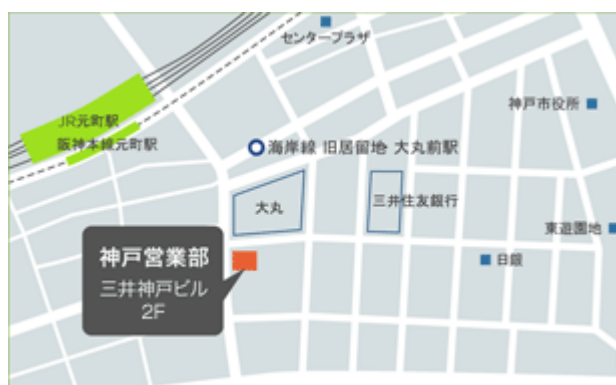 センタープラザ
神戸市役所
JR元町駅
阪神本線元町駅
海岸線 旧居留地 大丸前駅
大丸
三井住友銀行
東遊園地
神戸営業部
三井神戸ビル
2F
日銀